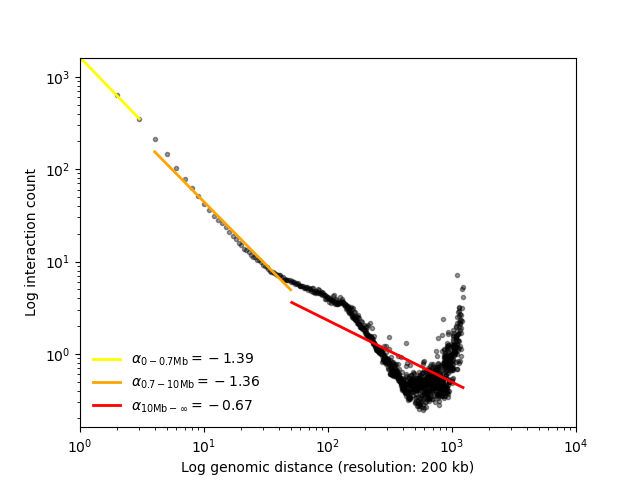 10³
10²
10¹
10⁰
Log interaction count
α₀₋₀.₇Mb = −1.39
α₀.₇₋₁₀Mb = −1.36
α₁₀Mb₋∞ = −0.67
10⁰ 10¹ 10² 10³ 10⁴
Log genomic distance (resolution: 200 kb)